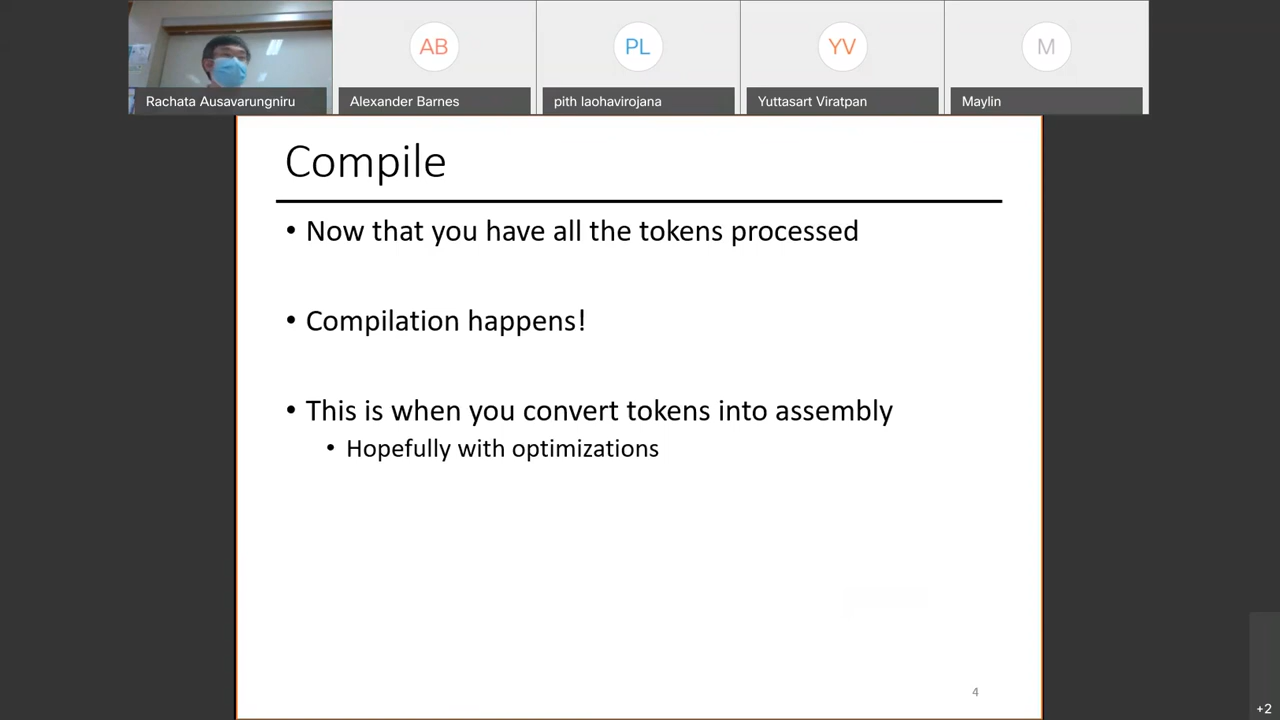 AB
PL
YV
M
Rachata Ausavarungniru
Alexander Barnes
pith laohavirojana
Yuttasart Viratpan
Maylin
Compile
• Now that you have all the tokens processed
• Compilation happens!
• This is when you convert tokens into assembly
• Hopefully with optimizations
4
+2